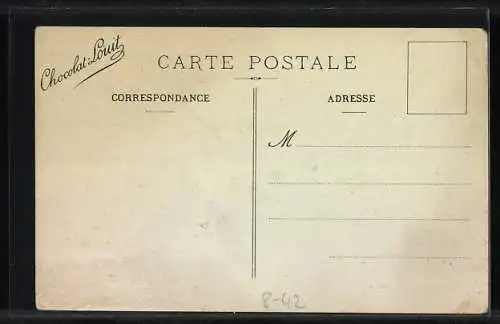 Chocolat-Louit
CARTE POSTALE
CORRESPONDANCE
ADRESSE
M
8-42